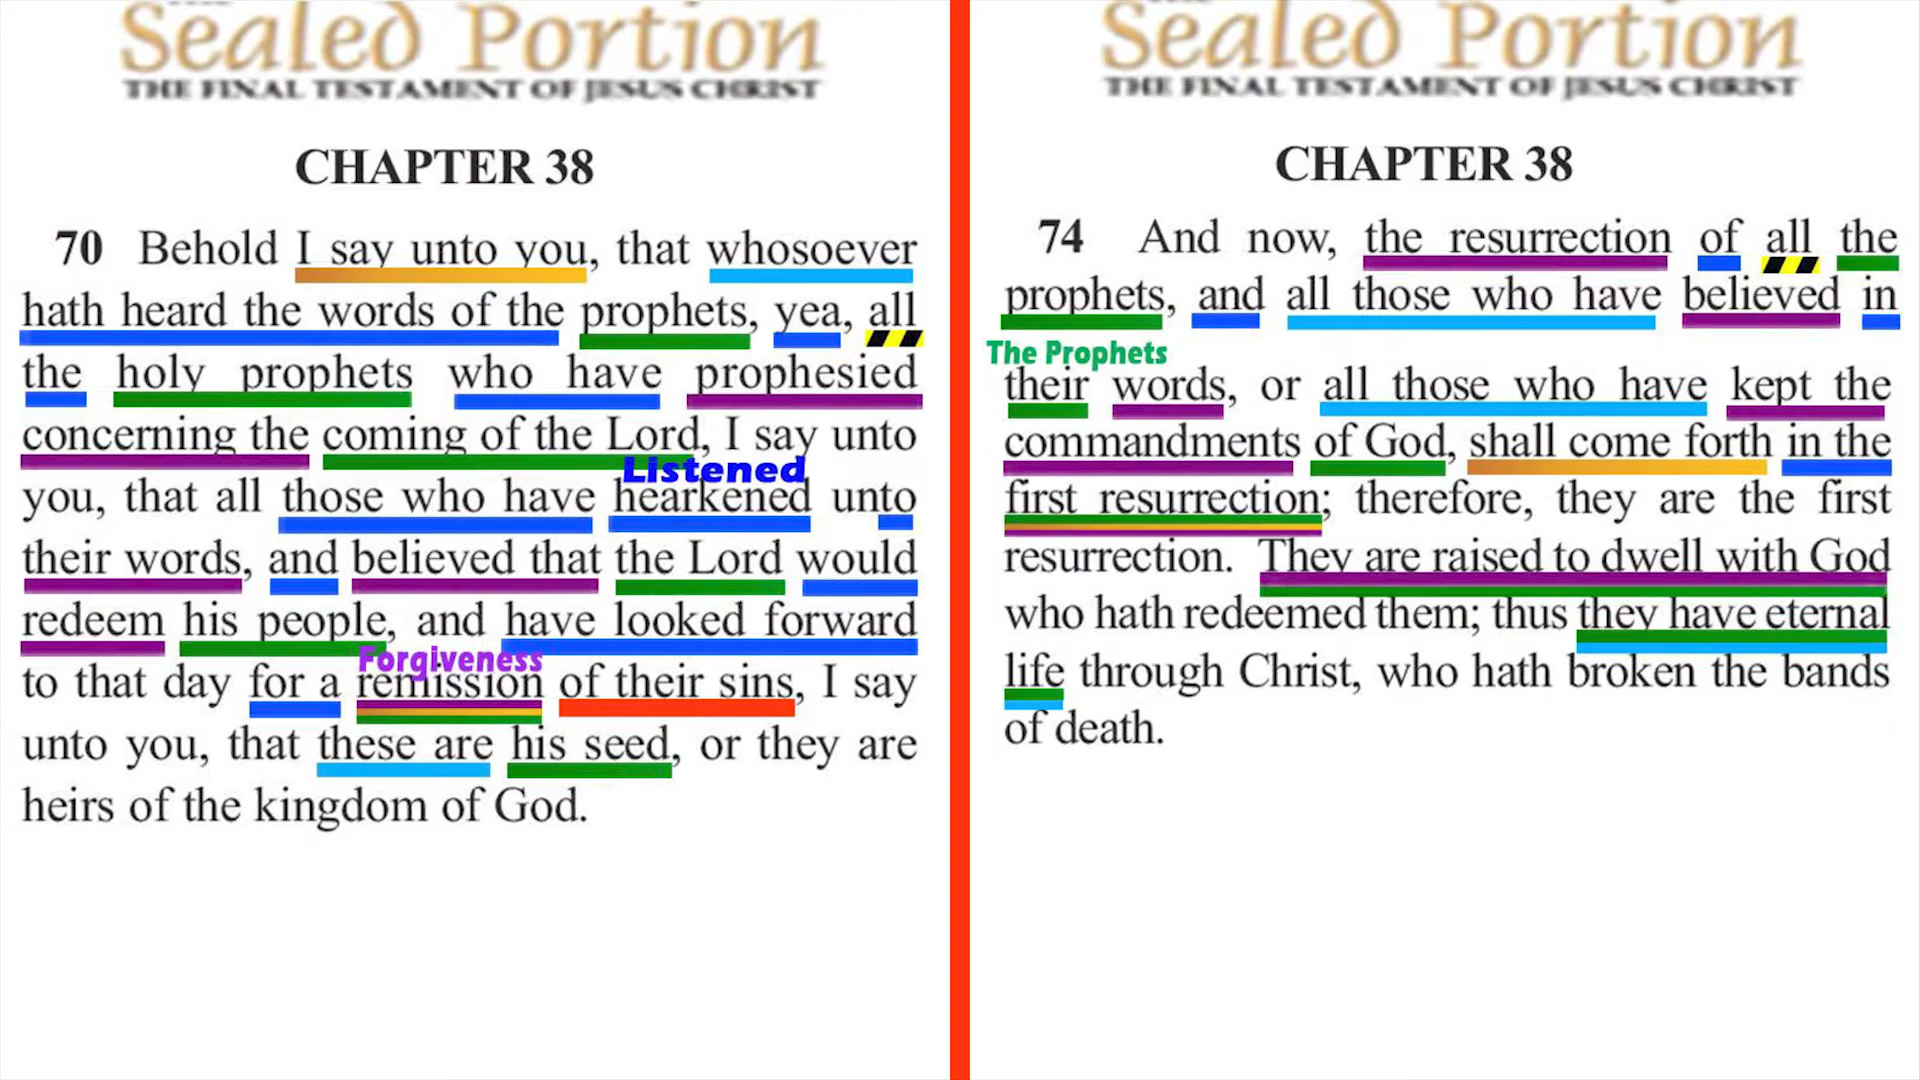 Sealed Portion
THE FINAL TESTAMENT OF JESUS CHRIST
CHAPTER 38
70 Behold I say unto you, that whosoever
hath heard the words of the prophets, yea, all
the holy prophets who have prophesied
concerning the coming of the Lord, I say unto
Listened
you, that all those who have hearkened unto
their words, and believed that the Lord would
redeem his people, and have looked forward
Forgiveness
to that day for a remission of their sins, I say
unto you, that these are his seed, or they are
heirs of the kingdom of God.
Sealed Portion
THE FINAL TESTAMENT OF JESUS CHRIST
CHAPTER 38
74 And now, the resurrection of all the
prophets, and all those who have believed in
The Prophets
their words, or all those who have kept the
commandments of God, shall come forth in the
first resurrection; therefore, they are the first
resurrection. They are raised to dwell with God
who hath redeemed them; thus they have eternal
life through Christ, who hath broken the bands
of death.